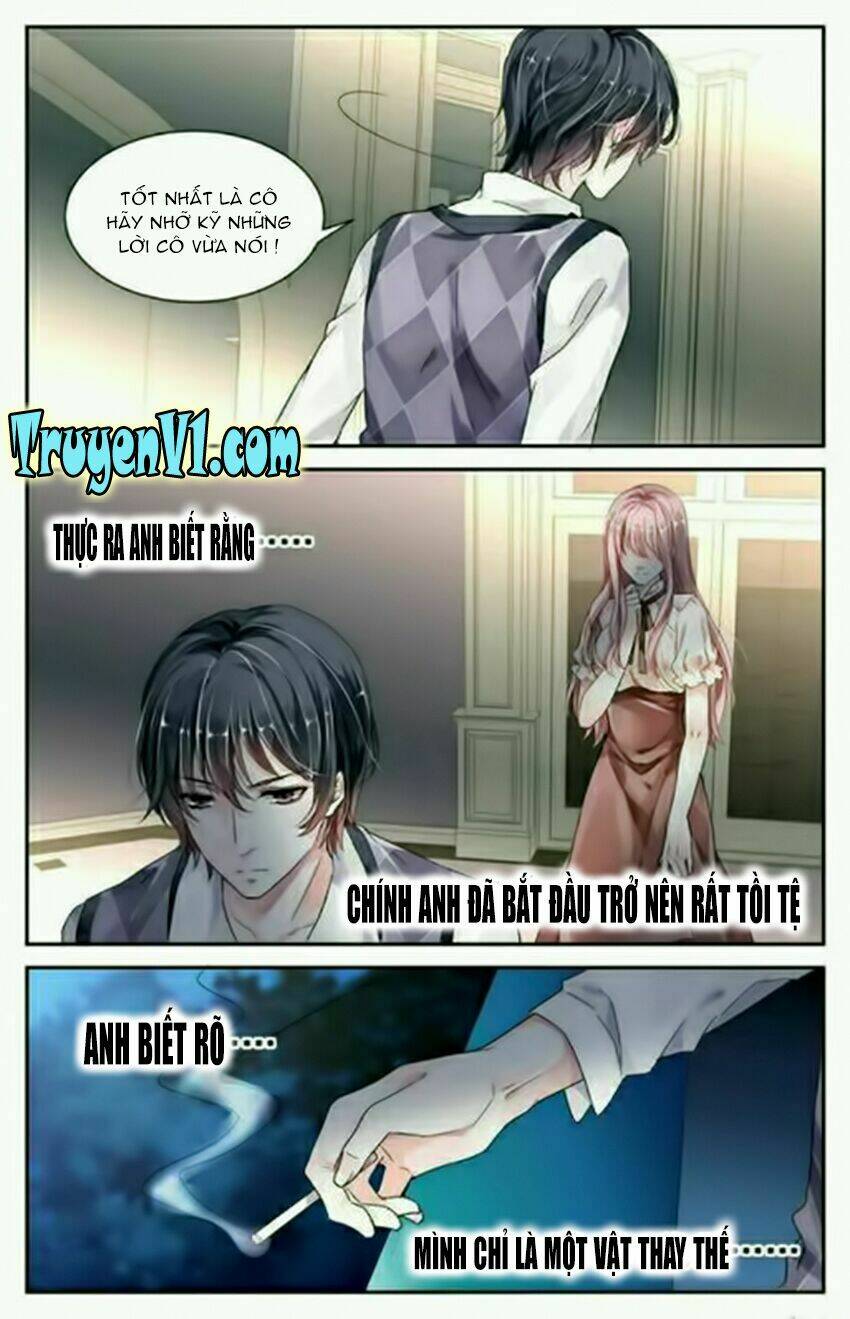 TỐT NHẤT LÀ CÔ
HÃY NHỠ KỸ NHỮNG
LỜI CÔ VỪA NÓI !
TruyenV1.com
THỰC RA ANH BIẾT RẰNG ······
CHÍNH ANH ĐÃ BẮT ĐẦU TRỞ NÊN RẤT TỒI TỆ
ANH BIẾT RÕ ·····
MÌNH CHỈ LÀ MỘT VẬT THAY THẾ ·······